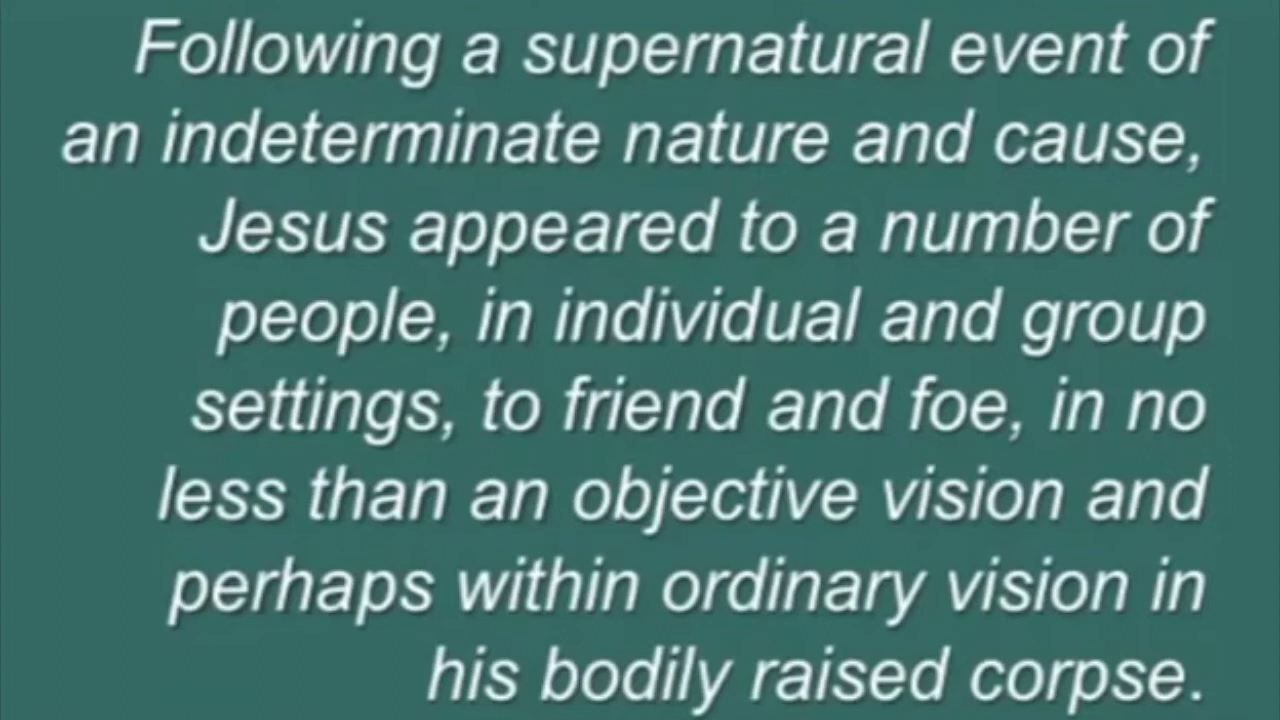 Following a supernatural event of
an indeterminate nature and cause,
Jesus appeared to a number of
people, in individual and group
settings, to friend and foe, in no
less than an objective vision and
perhaps within ordinary vision in
his bodily raised corpse.